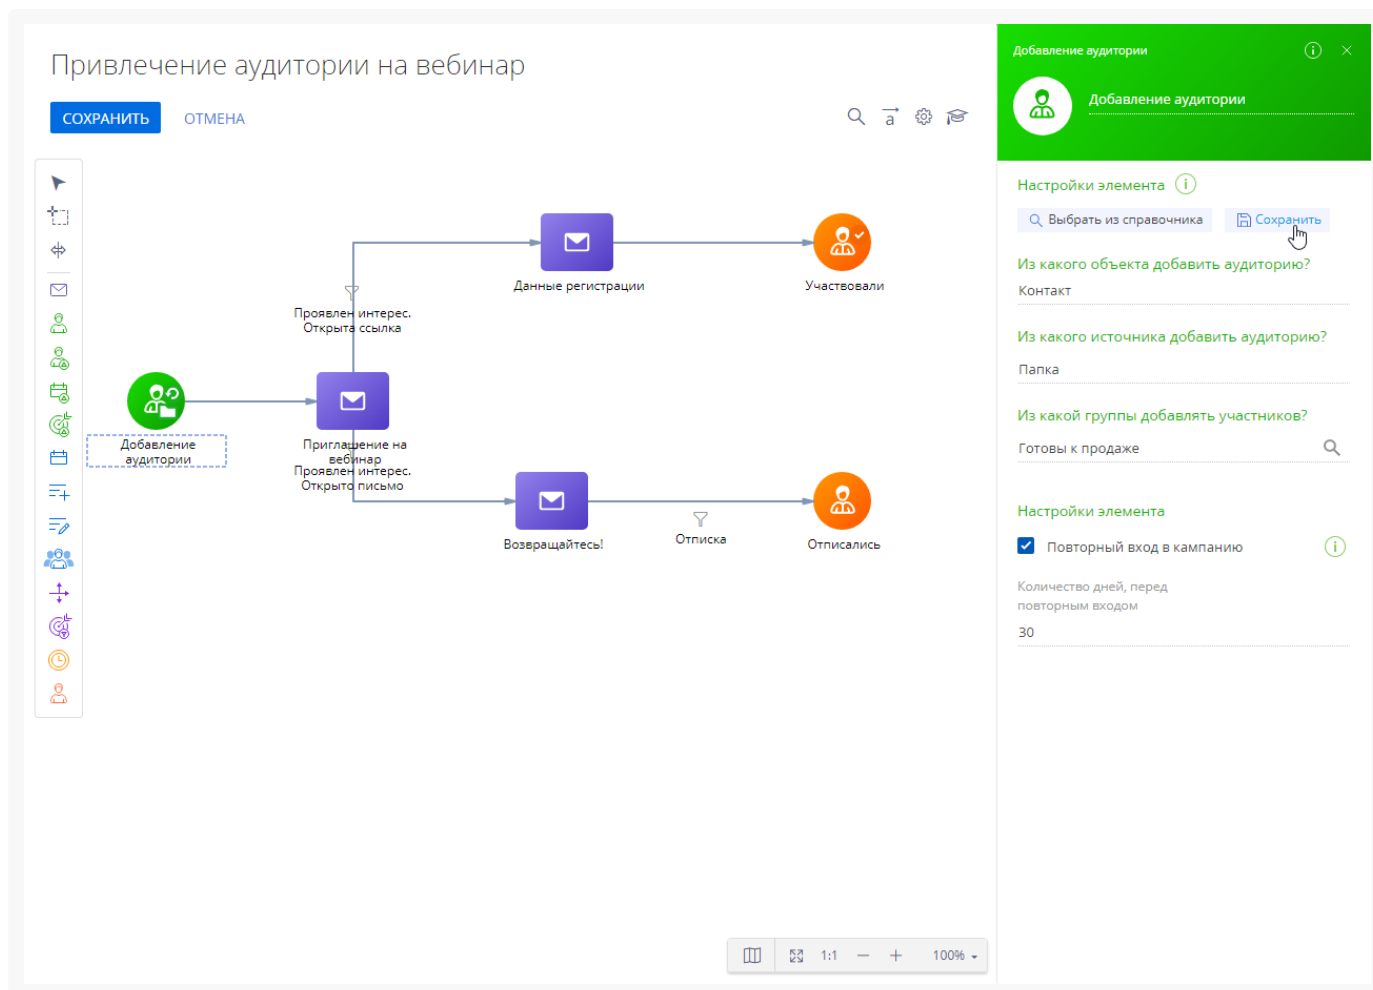 Привлечение аудитории на вебинар
СОХРАНИТЬ
ОТМЕНА
a
Данные регистрации
Участвовали
Проявлен интерес.
Открыта ссылка
Добавление
аудитории
Приглашение на
вебинар
Проявлен интерес.
Открыто письмо
Возвращайтесь!
Отписка
Отписались
1:1
100%
Добавление аудитории
Добавление аудитории
Настройки элемента
Выбрать из справочника
Сохранить
Из какого объекта добавить аудиторию?
Контакт
Из какого источника добавить аудиторию?
Папка
Из какой группы добавлять участников?
Готовы к продаже
Настройки элемента
Повторный вход в кампанию
Количество дней, перед
повторным входом
30